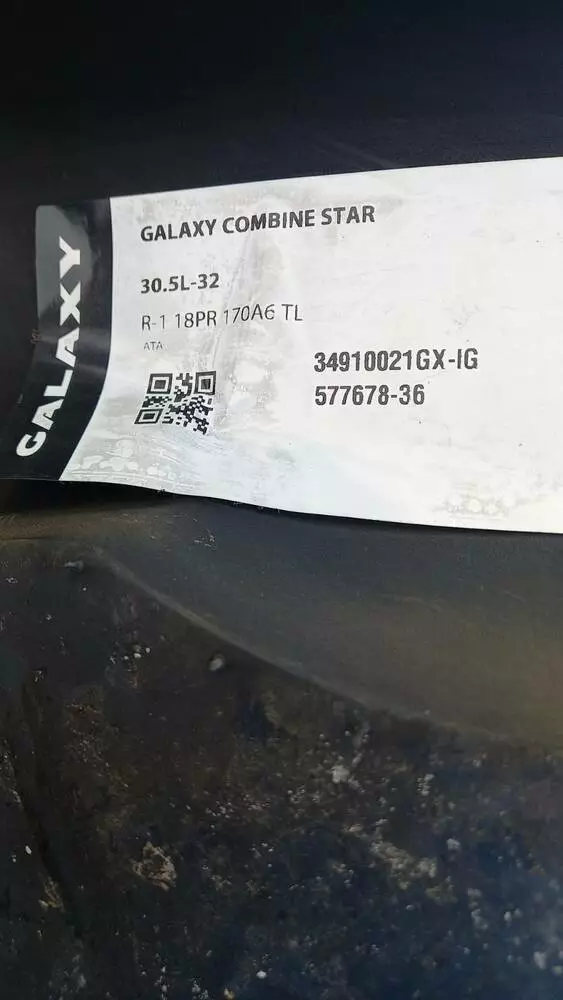 GALAXY
GALAXY COMBINE STAR
30.5L-32
R-1 18PR 170A6 TL
ATA
34910021GX-IG
577678-36